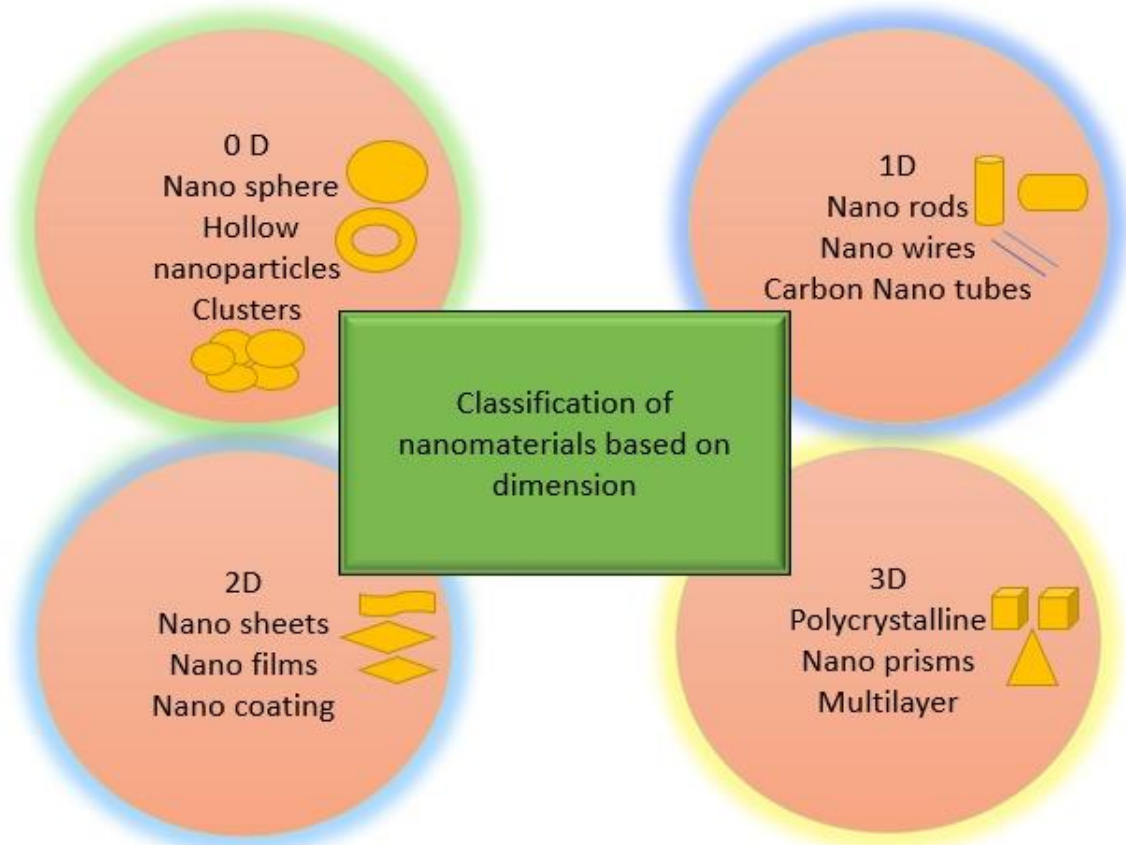 0 D
Nano sphere
Hollow
nanoparticles
Clusters
1D
Nano rods
Nano wires
Carbon Nano tubes
Classification of
nanomaterials based on
dimension
2D
Nano sheets
Nano films
Nano coating
3D
Polycrystalline
Nano prisms
Multilayer